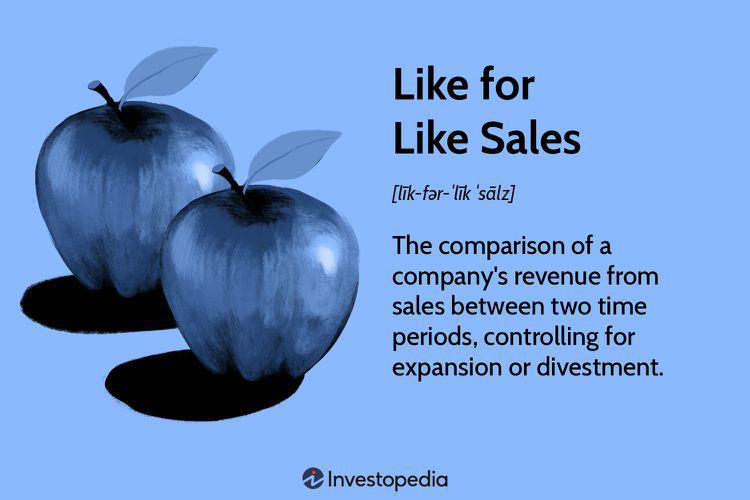 Like for
Like Sales
[līk-fər-ˈlīk ˈsālz]
The comparison of a
company's revenue from
sales between two time
periods, controlling for
expansion or divestment.
Investopedia